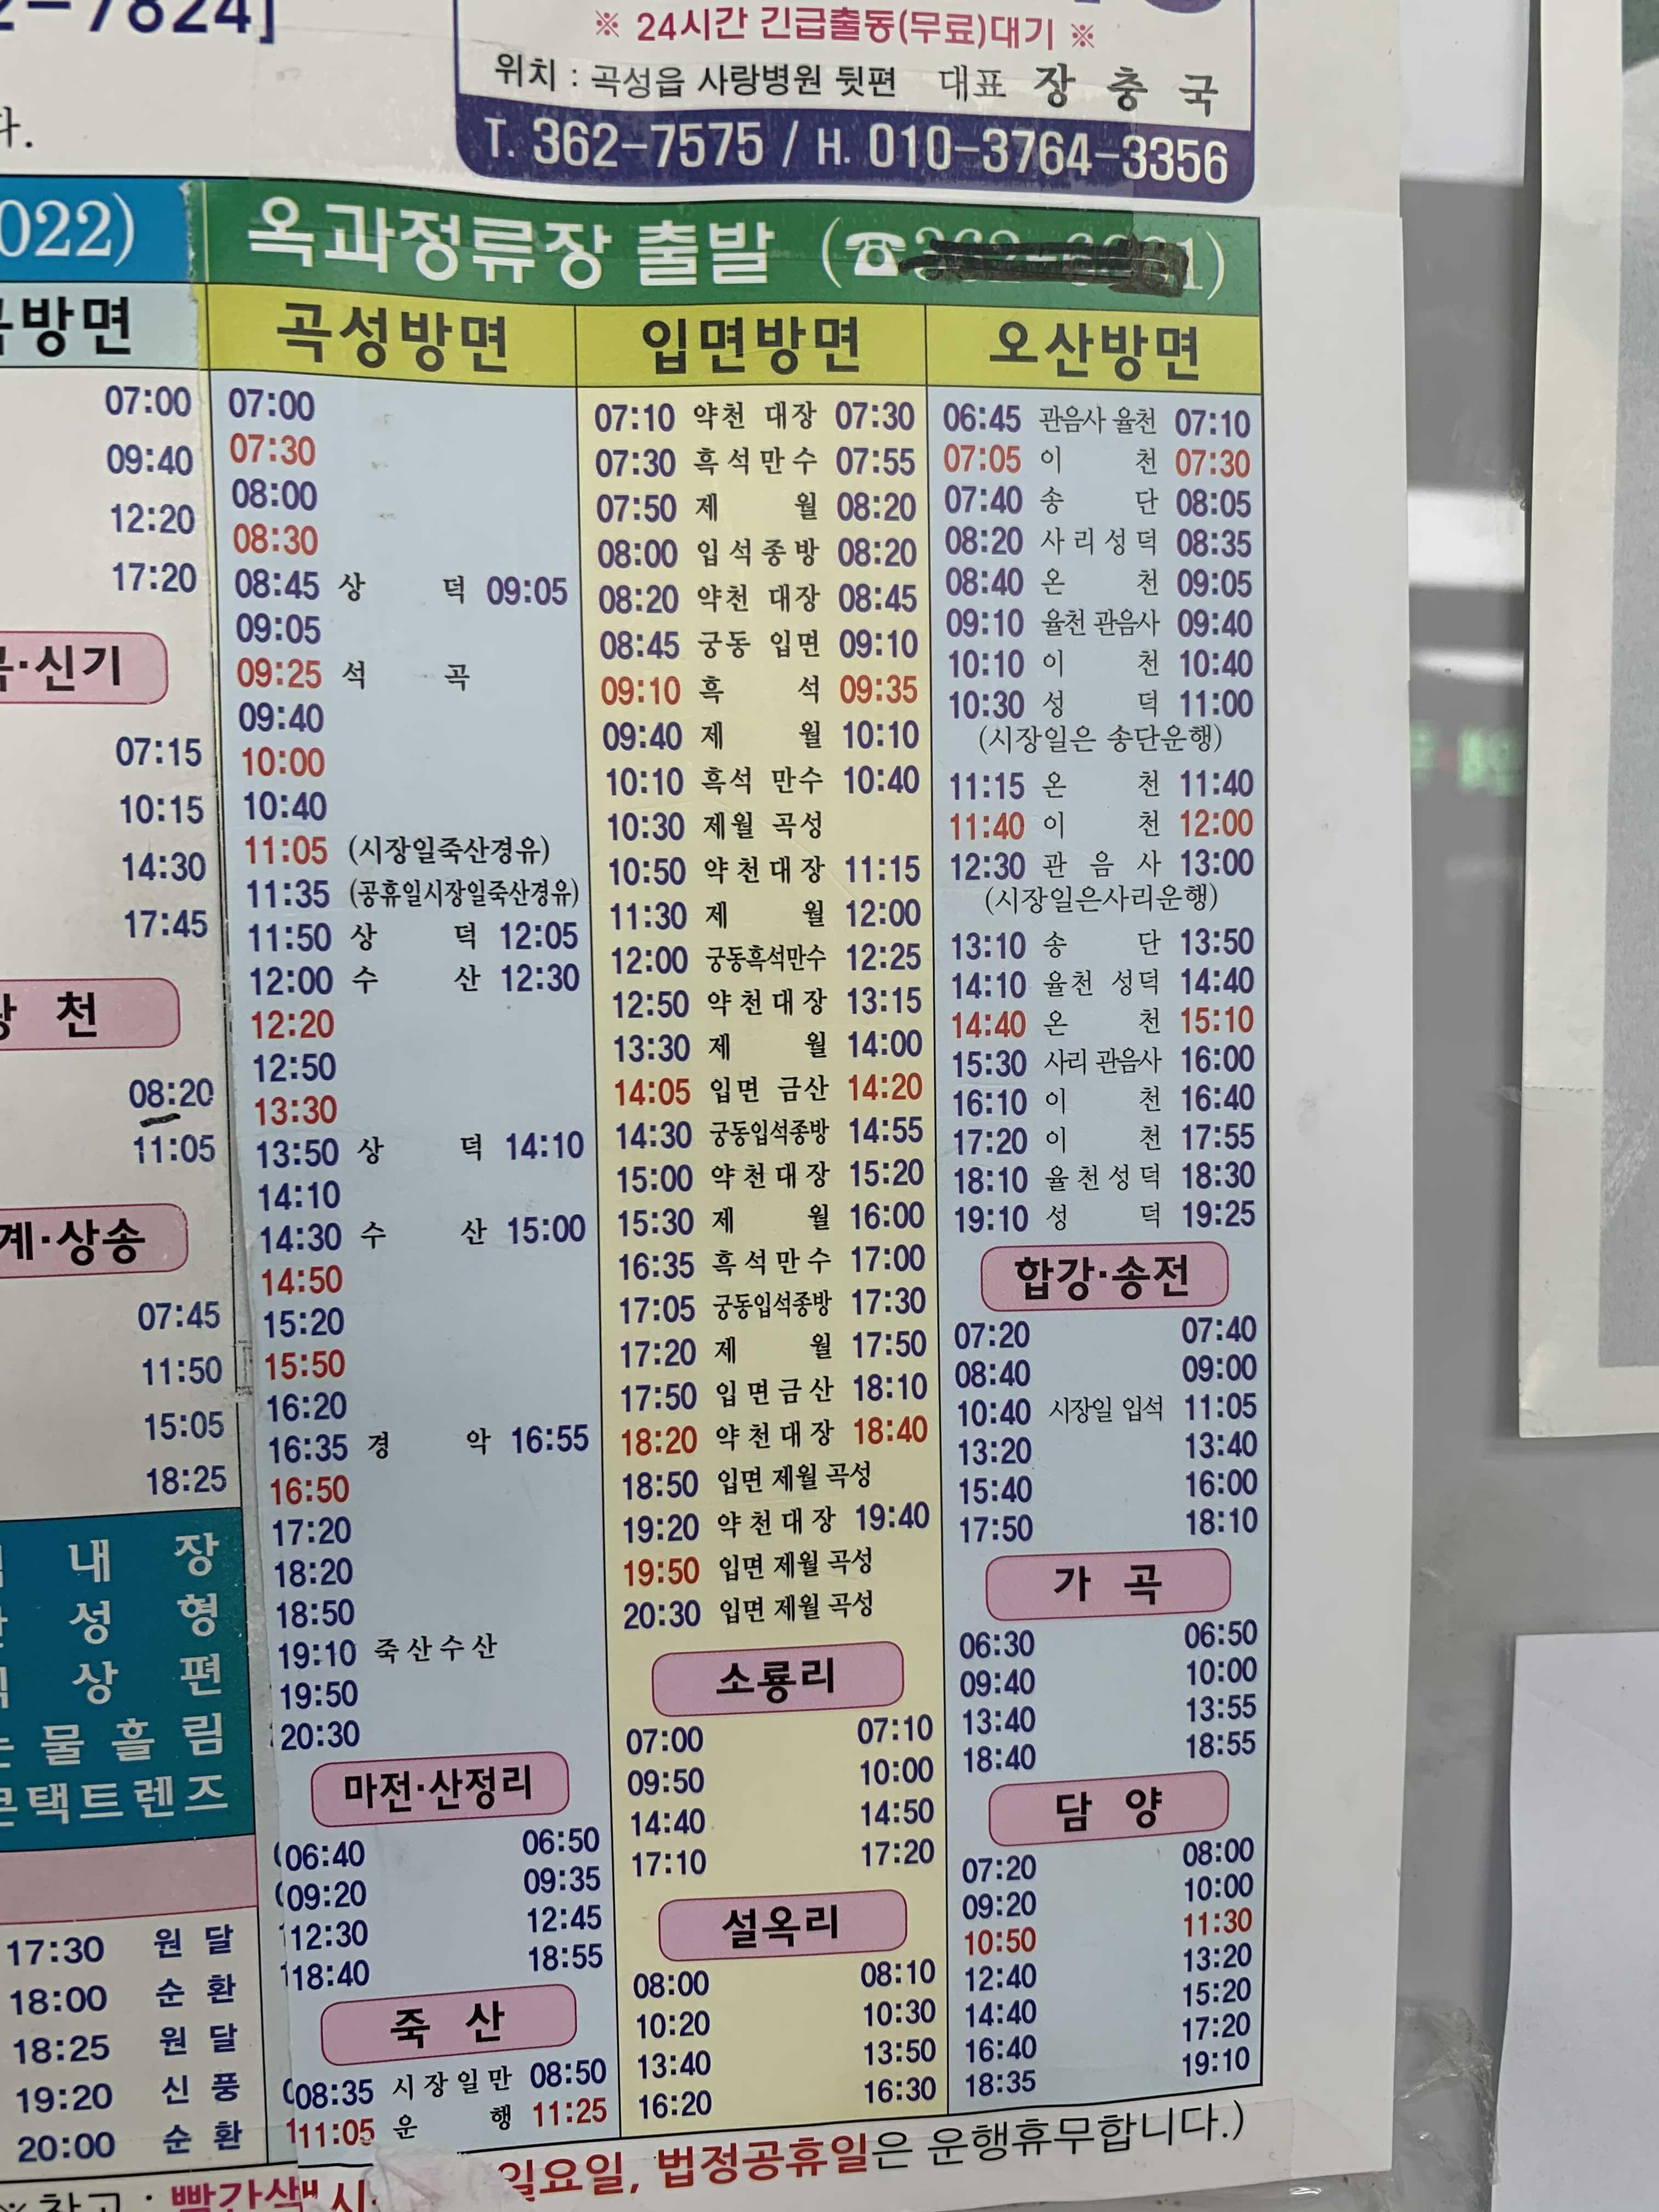 2-7824]
다.
※ 24시간 긴급출동(무료)대기 ※
위치 : 곡성읍 사랑병원 뒷편 대표 장 충 국
T. 362-7575 / H. 010-3764-3356
022)
방면
07:00
09:40
12:20
17:20
·신기
07:15
10:15
14:30
17:45
천
08:20
11:05
계·상송
07:45
11:50
15:05
18:25
내 장
성 형
상 편
물 흘 림
택트렌즈
17:30 원 달
18:00 순 환
18:25 원 달
19:20 신 풍
20:00 순 환
옥과정류장 출발 (☎ 1)
곡성방면
07:00
07:30
08:00
08:30
08:45 상 덕 09:05
09:05
09:25 석 곡
09:40
10:00
10:40
11:05 (시장일죽산경유)
11:35 (공휴일시장일죽산경유)
11:50 상 덕 12:05
12:00 수 산 12:30
12:20
12:50
13:30
13:50 상 덕 14:10
14:10
14:30 수 산 15:00
14:50
15:20
15:50
16:20
16:35 경 악 16:55
16:50
17:20
18:20
18:50
19:10 죽산수산
19:50
20:30
마전·산정리
06:40 06:50
09:20 09:35
12:30 12:45
18:40 18:55
죽 산
08:35 시장일만 08:50
11:05 운 행 11:25
입면방면
07:10 약천 대장 07:30
07:30 흑석만수 07:55
07:50 제 월 08:20
08:00 입석종방 08:20
08:20 약천 대장 08:45
08:45 궁동 입면 09:10
09:10 흑 석 09:35
09:40 제 월 10:10
10:10 흑석 만수 10:40
10:30 제월 곡성
10:50 약천대장 11:15
11:30 제 월 12:00
12:00 궁동흑석만수 12:25
12:50 약천대장 13:15
13:30 제 월 14:00
14:05 입면 금산 14:20
14:30 궁동입석종방 14:55
15:00 약천대장 15:20
15:30 제 월 16:00
16:35 흑석만수 17:00
17:05 궁동입석종방 17:30
17:20 제 월 17:50
17:50 입면금산 18:10
18:20 약천대장 18:40
18:50 입면 제월 곡성
19:20 약천대장 19:40
19:50 입면 제월 곡성
20:30 입면 제월 곡성
소룡리
07:00 07:10
09:50 10:00
14:40 14:50
17:10 17:20
설옥리
08:00 08:10
10:20 10:30
13:40 13:50
16:20 16:30
오산방면
06:45 관음사 율천 07:10
07:05 이 천 07:30
07:40 송 단 08:05
08:20 사리성덕 08:35
08:40 온 천 09:05
09:10 율천 관음사 09:40
10:10 이 천 10:40
10:30 성 덕 11:00
(시장일은 송단운행)
11:15 온 천 11:40
11:40 이 천 12:00
12:30 관 음 사 13:00
(시장일은사리운행)
13:10 송 단 13:50
14:10 율천 성덕 14:40
14:40 온 천 15:10
15:30 사리 관음사 16:00
16:10 이 천 16:40
17:20 이 천 17:55
18:10 율천성덕 18:30
19:10 성 덕 19:25
합강·송전
07:20 07:40
08:40 09:00
10:40 시장일 입석 11:05
13:20 13:40
15:40 16:00
17:50 18:10
가 곡
06:30 06:50
09:40 10:00
13:40 13:55
18:40 18:55
담 양
07:20 08:00
09:20 10:00
10:50 11:30
12:40 13:20
14:40 15:20
16:40 17:20
18:35 19:10
※참고 : 빨간색 시 일요일, 법정공휴일은 운행휴무합니다.)